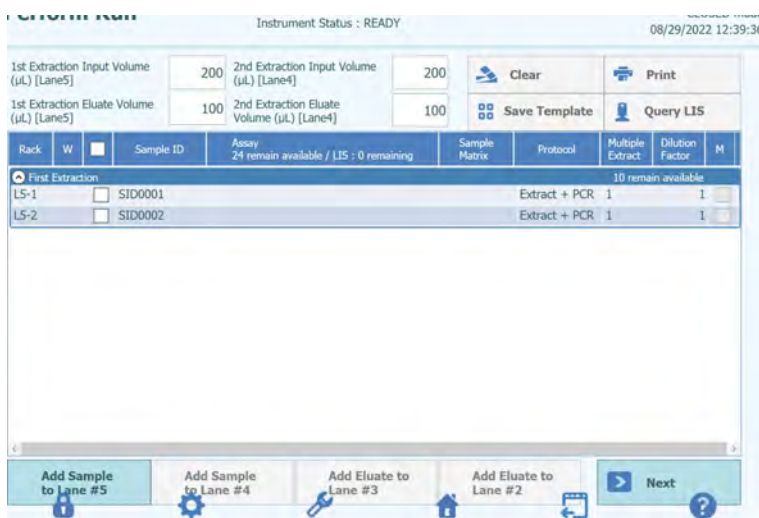 Instrument Status : READY
08/29/2022 12:39:36
1st Extraction Input Volume
(µL) [Lane5]
200
2nd Extraction Input Volume
(µL) [Lane4]
200
Clear
Print
1st Extraction Eluate Volume
(µL) [Lane5]
100
2nd Extraction Eluate
Volume (µL) [Lane4]
100
Save Template
Query LIS
Rack W Sample ID Assay
24 remain available / LIS : 0 remaining
Sample
Matrix
Protocol
Multiple
Extract
Dilution
Factor
M
First Extraction 10 remain available
L5-1 SID0001 Extract + PCR 1 1
L5-2 SID0002 Extract + PCR 1 1
Add Sample
to Lane #5
Add Sample
to Lane #4
Add Eluate to
Lane #3
Add Eluate to
Lane #2
Next